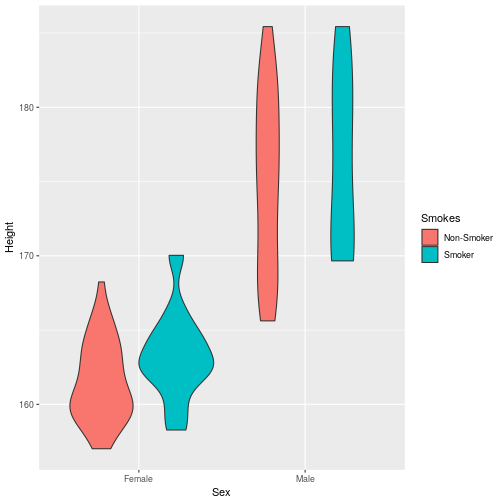 Height
180
170
160
Female
Male
Sex
Smokes
Non-Smoker
Smoker